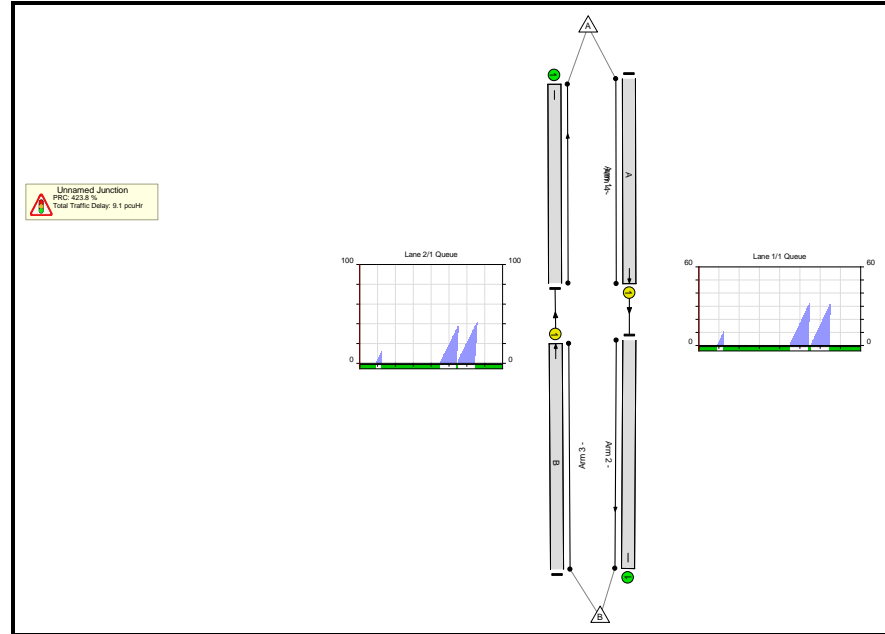 A
Unnamed Junction
PRC: 423.8 %
Total Traffic Delay: 9.1 pcuHr
A
Lane 2/1 Queue
100
100
0
0
Lane 1/1 Queue
60
60
0
0
B
Arm 3 -
Arm 2 -
B